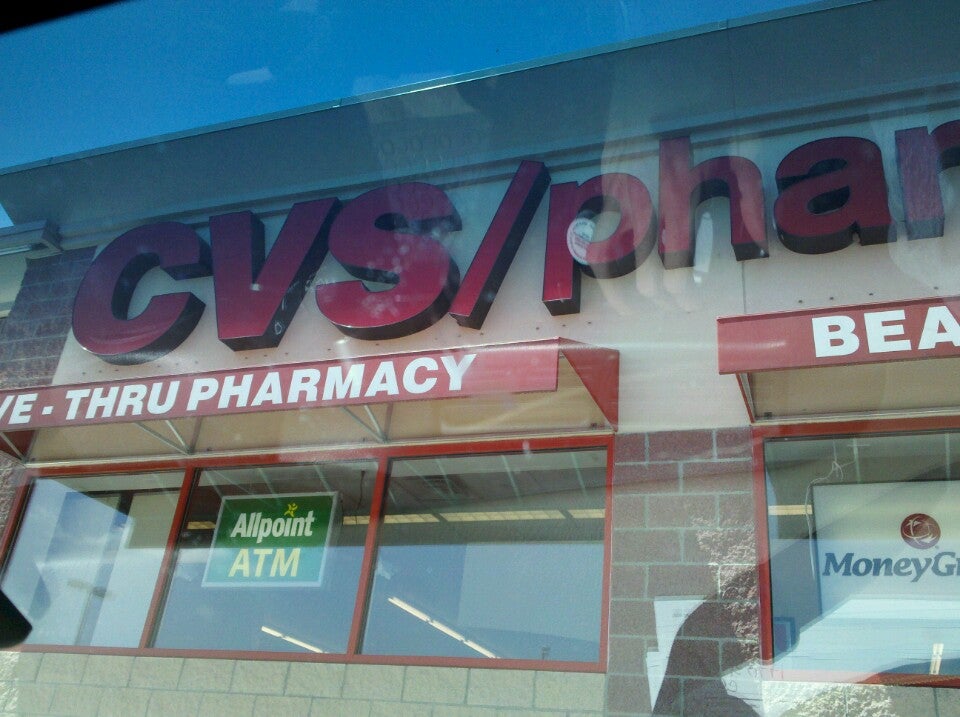 CVS/phar
VE - THRU PHARMACY
BEA
Allpoint
ATM
MoneyGr